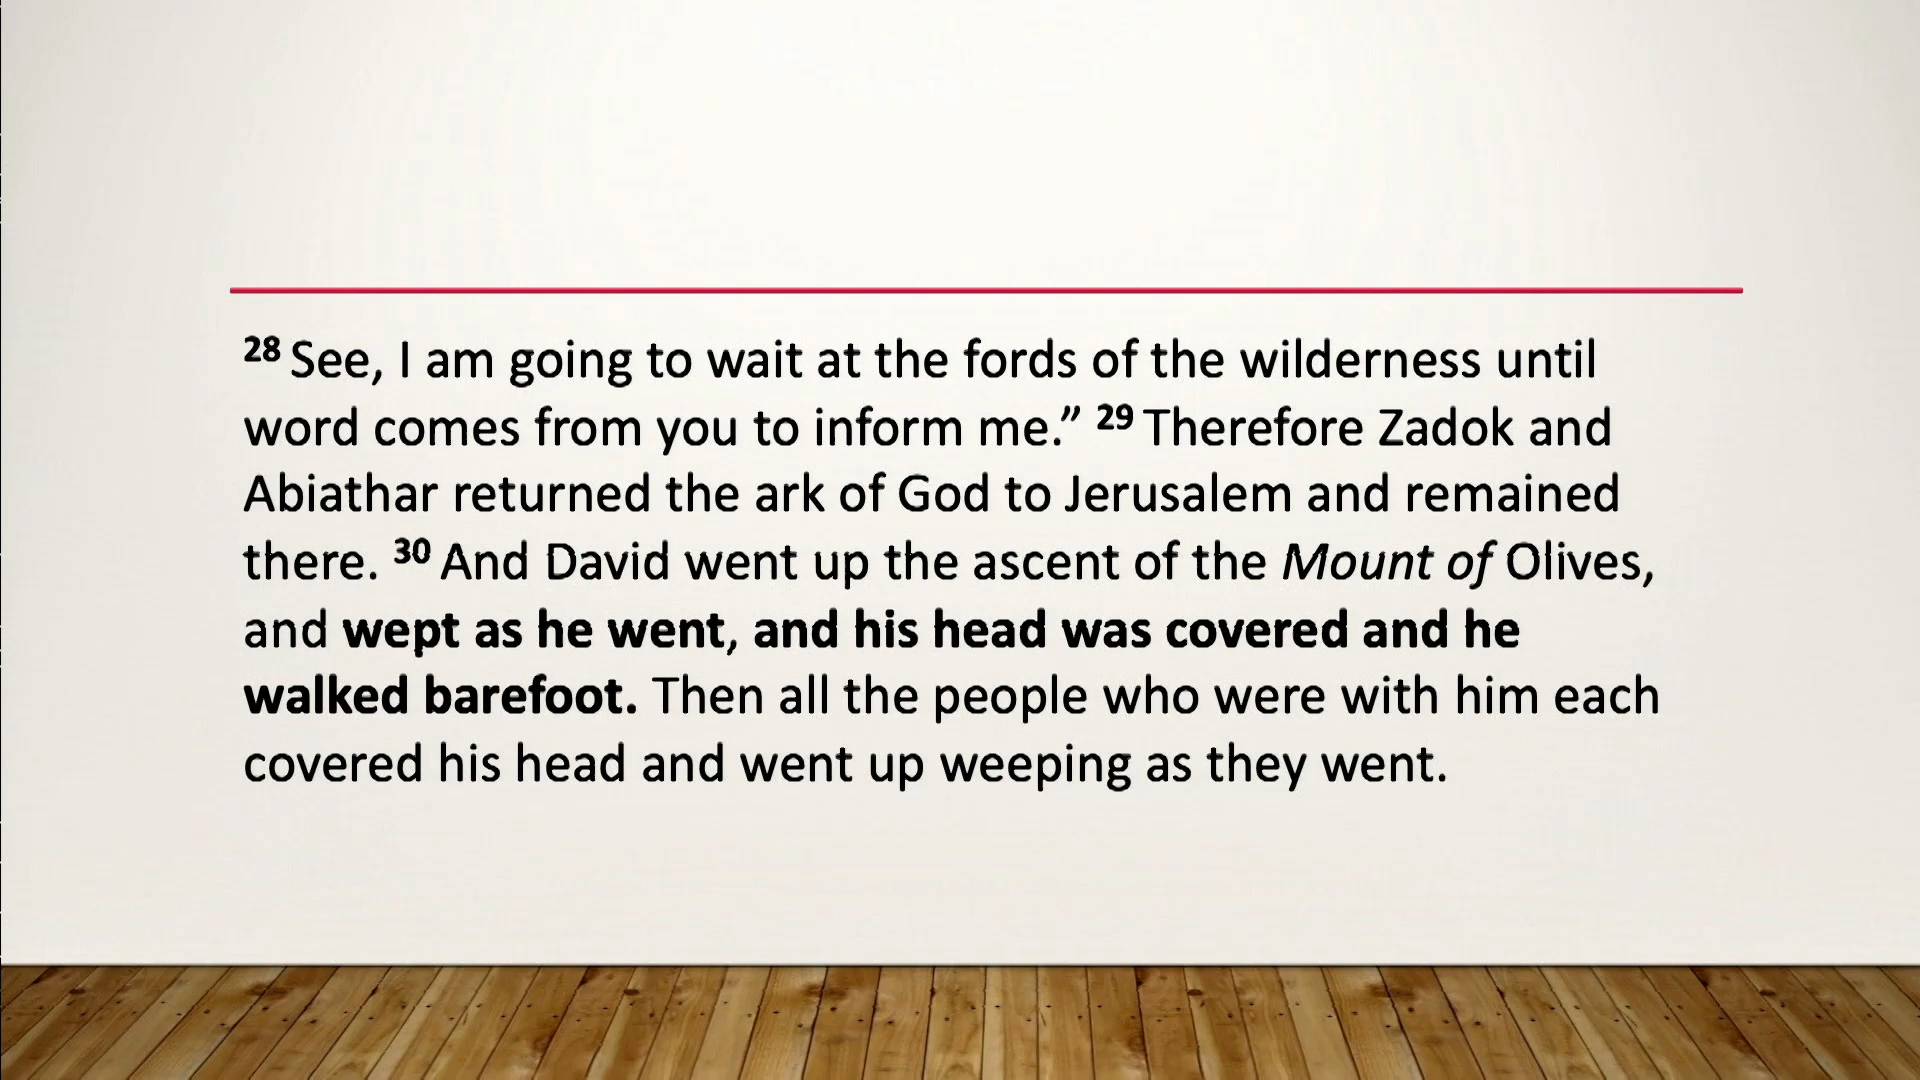 28 See, I am going to wait at the fords of the wilderness until
word comes from you to inform me.” 29 Therefore Zadok and
Abiathar returned the ark of God to Jerusalem and remained
there. 30 And David went up the ascent of the Mount of Olives,
and wept as he went, and his head was covered and he
walked barefoot. Then all the people who were with him each
covered his head and went up weeping as they went.